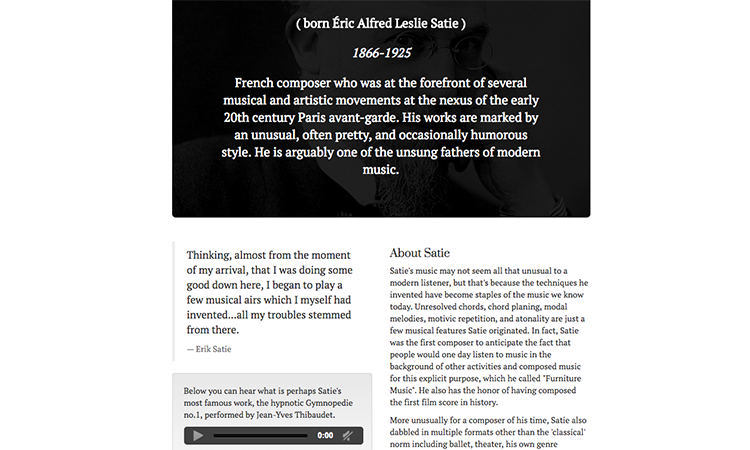 ( born Éric Alfred Leslie Satie )
1866-1925
French composer who was at the forefront of several
musical and artistic movements at the nexus of the early
20th century Paris avant-garde. His works are marked by
an unusual, often pretty, and occasionally humorous
style. He is arguably one of the unsung fathers of modern
music.
Thinking, almost from the moment
of my arrival, that I was doing some
good down here, I began to play a
few musical airs which I myself had
invented...all my troubles stemmed
from there.
— Erik Satie
Below you can hear what is perhaps Satie's
most famous work, the hypnotic Gymnopedie
no.1, performed by Jean-Yves Thibaudet.
0:00
About Satie
Satie's music may not seem all that unusual to a
modern listener, but that's because the techniques he
invented have become staples of the music we know
today. Unresolved chords, chord planing, modal
melodies, motivic repetition, and atonality are just a
few musical features Satie originated. In fact, Satie
was the first composer to anticipate the fact that
people would one day listen to music in the
background of other activities and composed music
for this explicit purpose, which he called "Furniture
Music". He also has the honor of having composed
the first film score in history.
More unusually for a composer of his time, Satie also
dabbled in multiple formats other than the 'classical'
norm including ballet, theater, his own genre